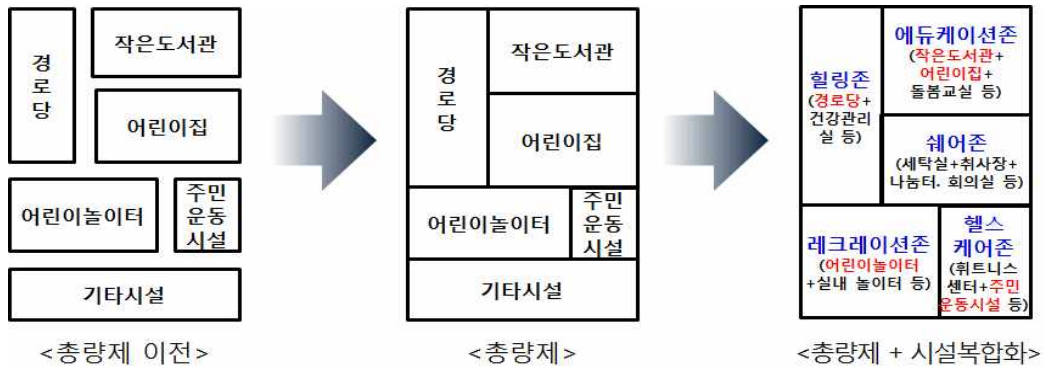 경
로
당
작은도서관
어린이집
어린이놀이터
주민
운동
시설
기타시설
<총량제 이전>
경
로
당
작은도서관
어린이집
어린이놀이터
주민
운동
시설
기타시설
<총량제>
힐링존
(경로당+
건강관리
실 등)
에듀케이션존
(작은도서관+
어린이집+
돌봄교실 등)
쉐어존
(세탁실+취사장+
나눔터. 회의실 등)
레크레이션존
(어린이놀이터
+실내 놀이터 등)
헬스
케어존
(휘트니스
센터+주민
운동시설 등)
<총량제 + 시설복합화>